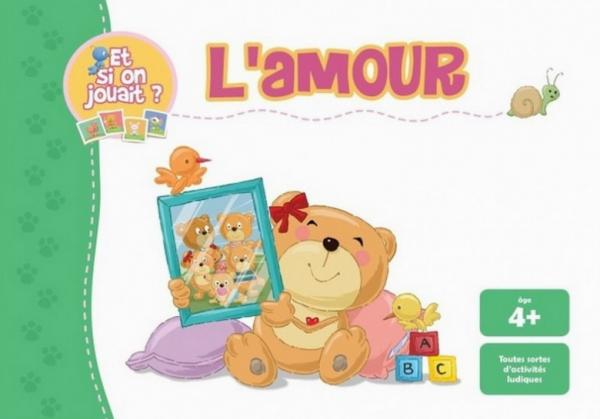 Et
si on
jouait ?
L'amour
âge
4+
Toutes sortes
d'activités
ludiques
A
B C